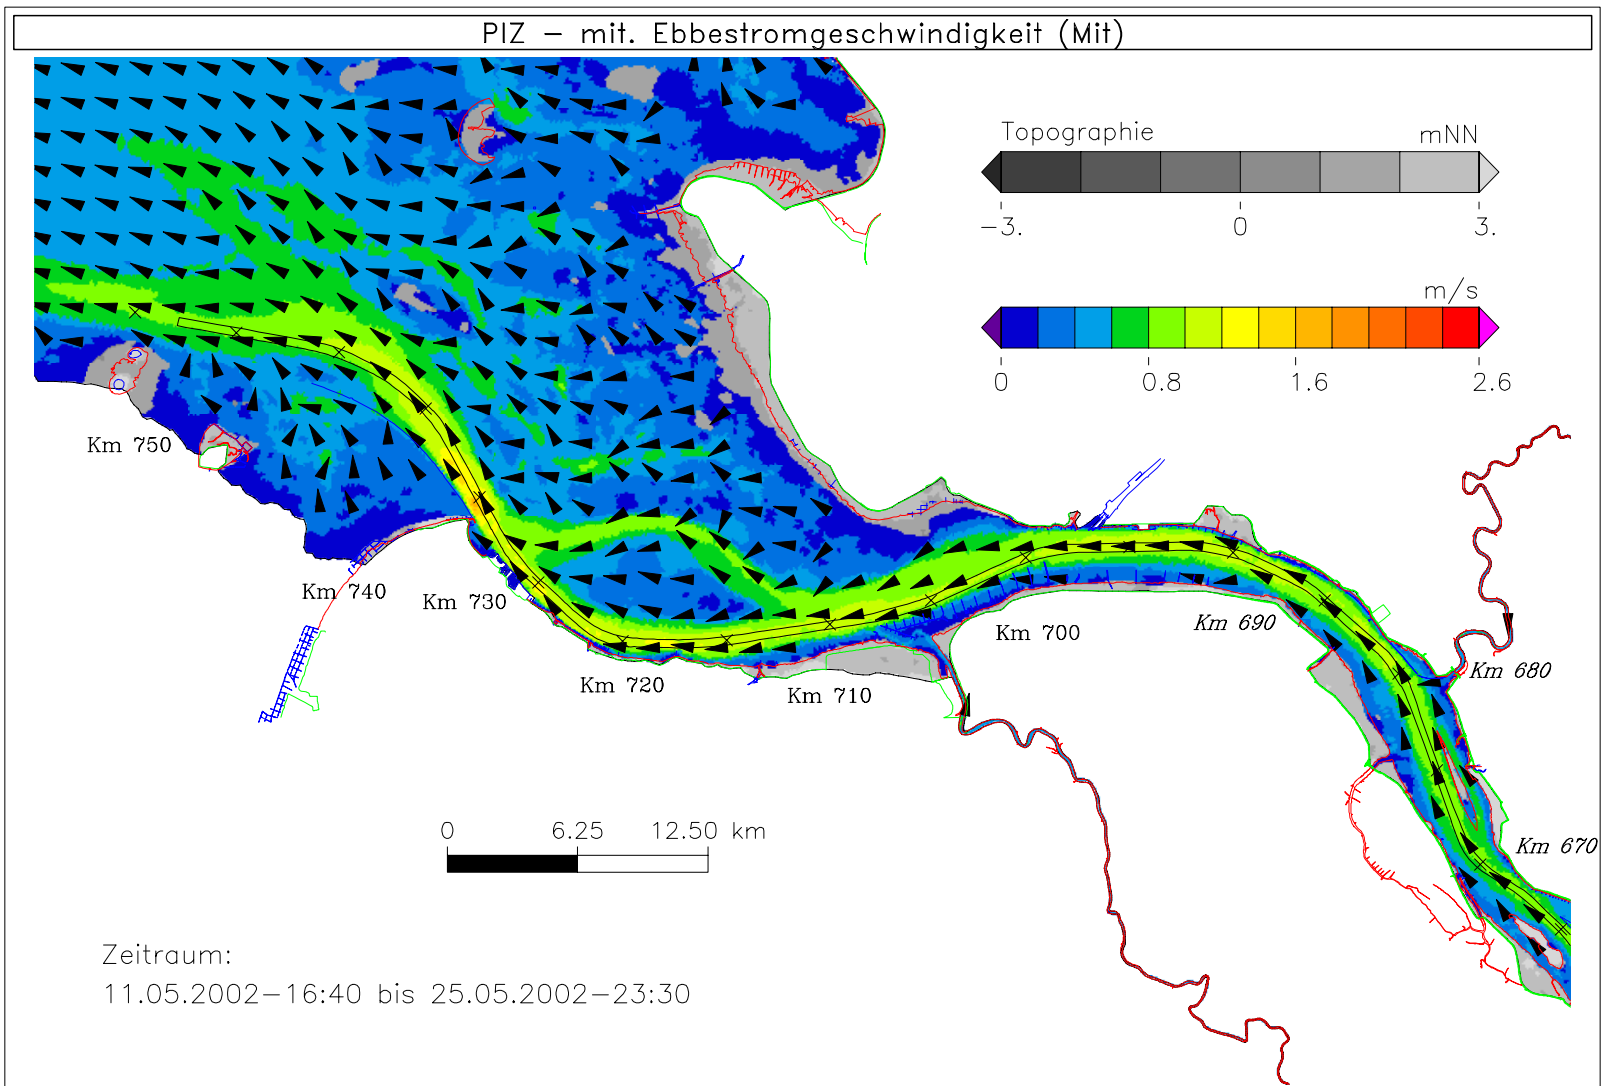 PIZ - mit. Ebbestromgeschwindigkeit (Mit)
Topographie mNN
-3. 0 3.
m/s
0 0.8 1.6 2.6
Km 750
Km 740
Km 730
Km 720
Km 710
Km 700
Km 690
Km 680
Km 670
0 6.25 12.50 km
Zeitraum:
11.05.2002-16:40 bis 25.05.2002-23:30